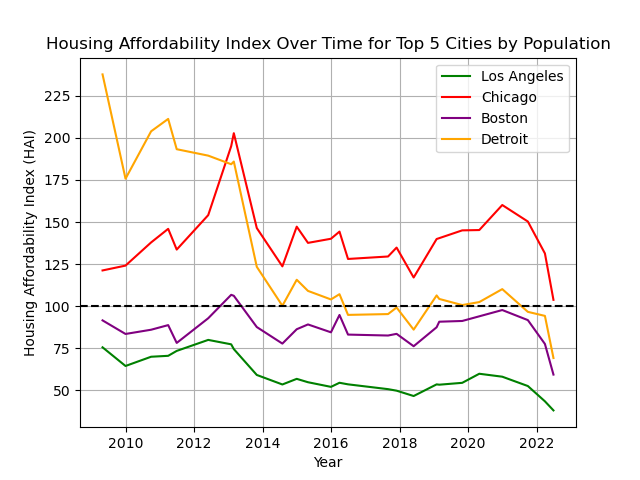 Housing Affordability Index Over Time for Top 5 Cities by Population
Los Angeles
Chicago
Boston
Detroit
Housing Affordability Index (HAI)
225
200
175
150
125
100
75
50
2010 2012 2014 2016 2018 2020 2022
Year